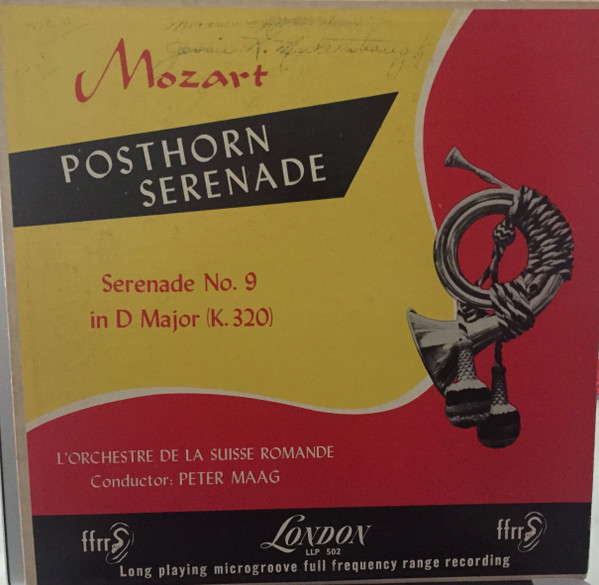 Mozart
POSTHORN
SERENADE
Serenade No. 9
in D Major (K. 320)
L'ORCHESTRE DE LA SUISSE ROMANDE
Conductor: PETER MAAG
ffrr
LONDON
ffrr
LLP 502
Long playing microgroove full frequency range recording